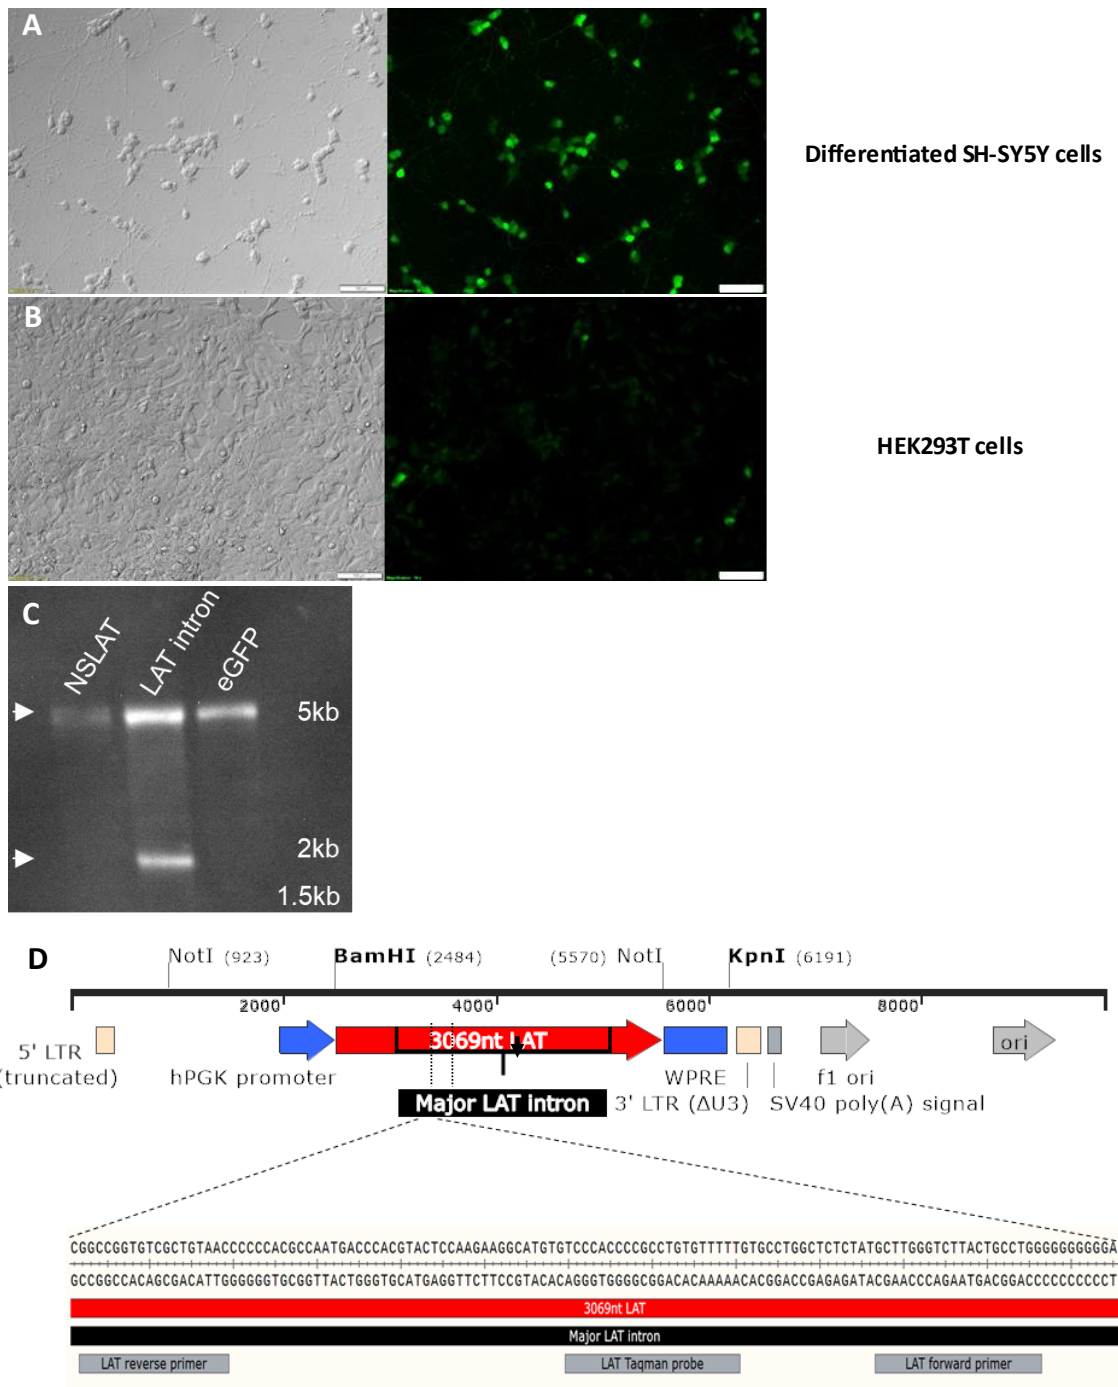 A
Differentiated SH-SY5Y cells
B
HEK293T cells
C
NSLAT
LAT intron
eGFP
5kb
2kb
1.5kb
D
NotI (923)
BamHI (2484)
(5570) NotI
KpnI (6191)
2000
4000
6000
8000
5' LTR
(truncated)
hPGK promoter
3069nt LAT
WPRE
3' LTR (ΔU3)
SV40 poly(A) signal
f1 ori
ori
Major LAT intron
CGGCCGGTGTCGCTGTAACCCCCCACGCCAATGACCCACGTACTCCAAGAAGGCATGTGTCCCACCCCGCCTGTGTTTTTGTGCCTGGCTCTCTATGCTTGGGTCTTACTGCCTGGGGGGGGGGA
GCCGGCCACAGCGACATTGGGGGGTGCGGTTACTGGGTGCATGAGGTTCTTCCGTACACAGGGTGGGGCGGACACAAAAACACGGACCGAGAGATACGAACCCAGAATGACGGACCCCCCCCCCT
3069nt LAT
Major LAT intron
LAT reverse primer
LAT Taqman probe
LAT forward primer